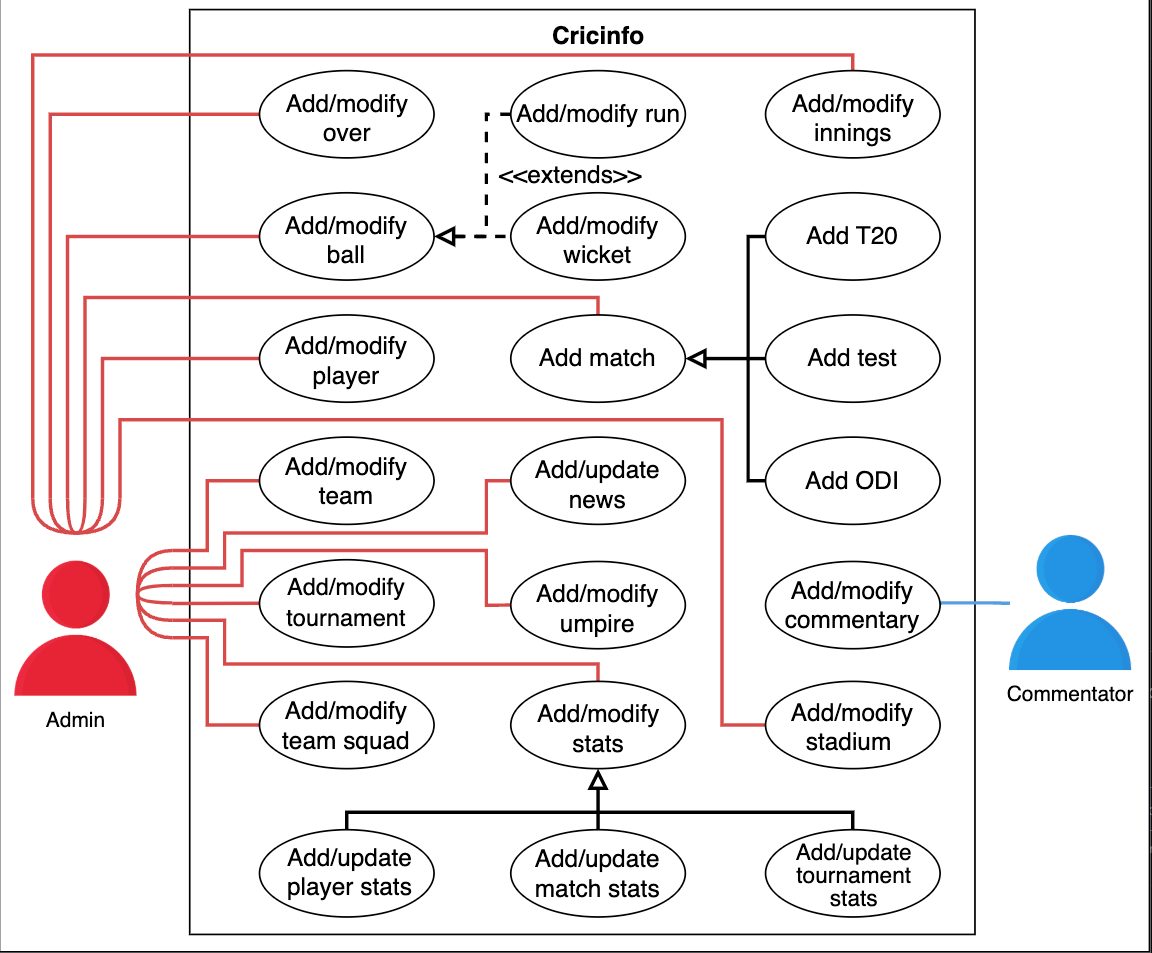 Cricinfo
Add/modify
over
Add/modify run
Add/modify
innings
<<extends>>
Add/modify
ball
Add/modify
wicket
Add T20
Add/modify
player
Add match
Add test
Add/modify
team
Add/update
news
Add ODI
Add/modify
tournament
Add/modify
umpire
Add/modify
commentary
Commentator
Admin
Add/modify
team squad
Add/modify
stats
Add/modify
stadium
Add/update
player stats
Add/update
match stats
Add/update
tournament
stats